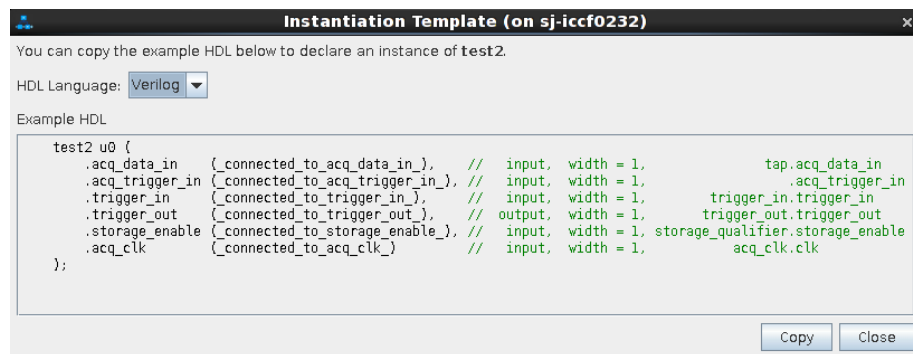 Instantiation Template (on sj-iccf0232)
You can copy the example HDL below to declare an instance of test2.
HDL Language: Verilog
Example HDL
test2 u0 (
.acq_data_in (_connected_to_acq_data_in_), // input, width = 1, tap.acq_data_in
.acq_trigger_in (_connected_to_acq_trigger_in_), // input, width = 1, .acq_trigger_in
.trigger_in (_connected_to_trigger_in_), // input, width = 1, trigger_in.trigger_in
.trigger_out (_connected_to_trigger_out_), // output, width = 1, trigger_out.trigger_out
.storage_enable (_connected_to_storage_enable_), // input, width = 1, storage_qualifier.storage_enable
.acq_clk (_connected_to_acq_clk_) // input, width = 1, acq_clk.clk
);
Copy Close